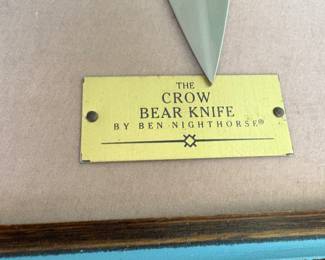 THE
CROW
BEAR KNIFE
BY BEN NIGHTHORSE®